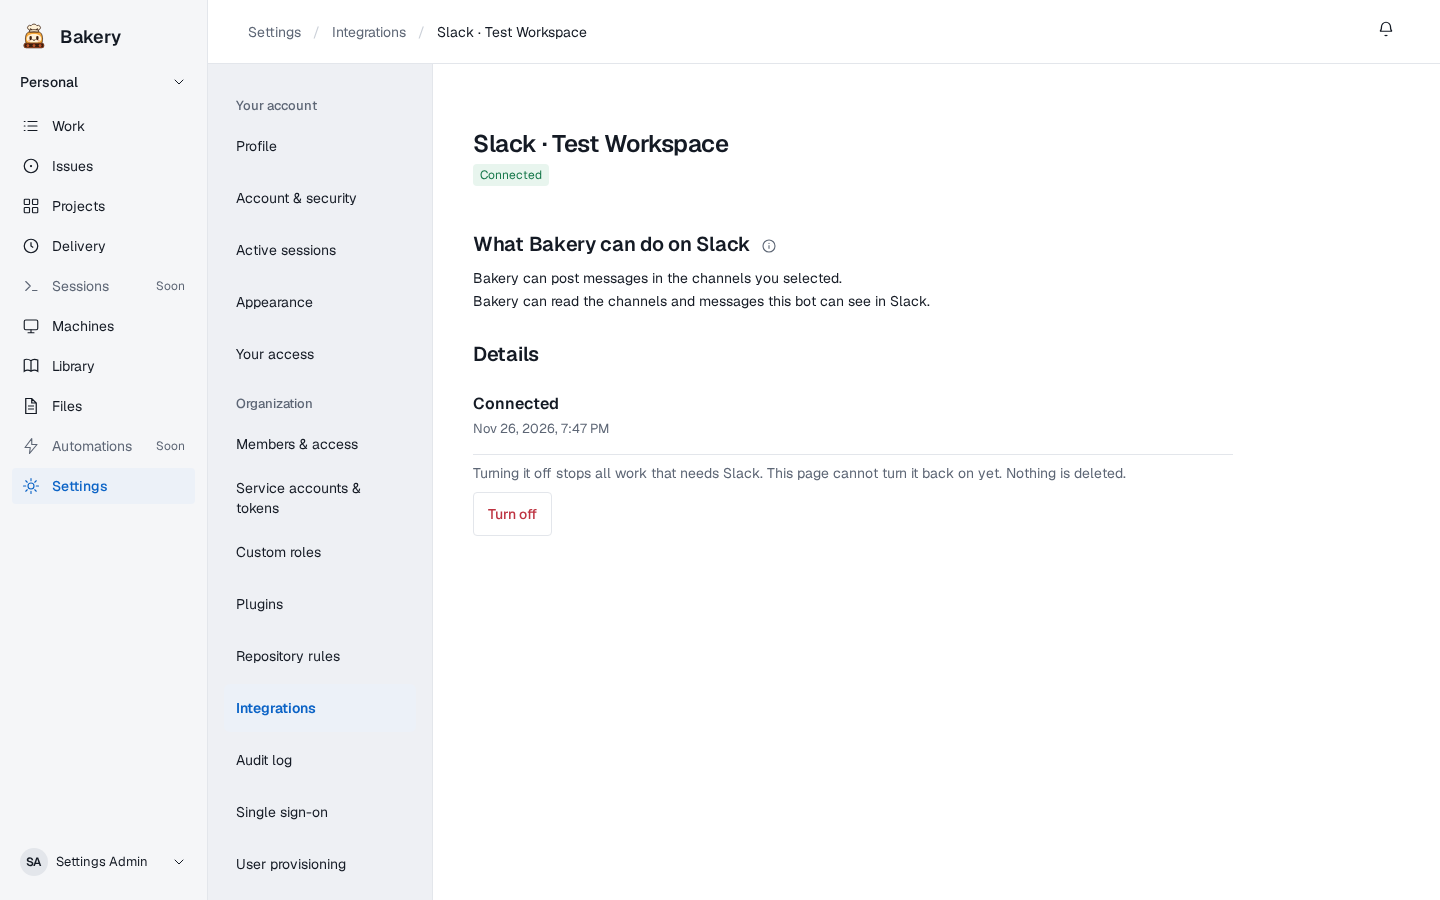 Bakery
Personal
Work
Issues
Projects
Delivery
Sessions Soon
Machines
Library
Files
Automations Soon
Settings
SA Settings Admin
Settings / Integrations / Slack · Test Workspace
Your account
Profile
Account & security
Active sessions
Appearance
Your access
Organization
Members & access
Service accounts &
tokens
Custom roles
Plugins
Repository rules
Integrations
Audit log
Single sign-on
User provisioning
Slack · Test Workspace
Connected
What Bakery can do on Slack
Bakery can post messages in the channels you selected.
Bakery can read the channels and messages this bot can see in Slack.
Details
Connected
Nov 26, 2026, 7:47 PM
Turning it off stops all work that needs Slack. This page cannot turn it back on yet. Nothing is deleted.
Turn off